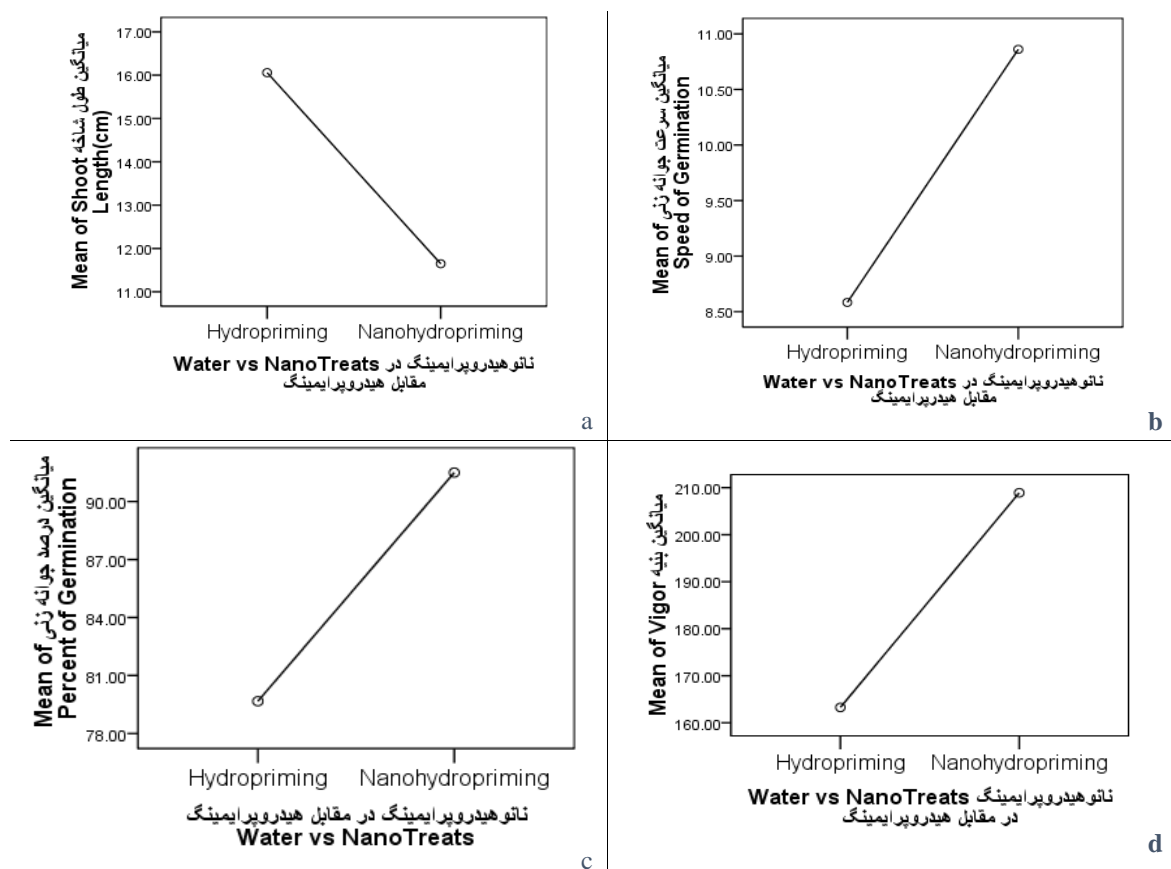 میانگین طول شاخه Mean of Shoot
Length(cm)
17.00
16.00
15.00
14.00
13.00
12.00
11.00
Hydropriming
Nanohydropriming
Water vs NanoTreats نانوهیدروپرایمینگ در
مقابل هیدروپرایمینگ
a
میانگین سرعت جوانه زنی Mean of
Speed of Germination
11.00
10.50
10.00
9.50
9.00
8.50
Hydropriming
Nanohydropriming
Water vs NanoTreats نانوهیدروپرایمینگ در
مقابل هیدرپرایمینگ
b
میانگین درصد جوانه زنی Mean of
Percent of Germination
90.00
87.00
84.00
81.00
78.00
Hydropriming
Nanohydropriming
نانوهیدروپرایمینگ در مقابل هیدروپرایمینگ
Water vs NanoTreats
c
میانگین بنیه Mean of Vigor
210.00
200.00
190.00
180.00
170.00
160.00
Hydropriming
Nanohydropriming
Water vs NanoTreats نانوهیدروپرایمینگ
در مقابل هیدروپرایمینگ
d